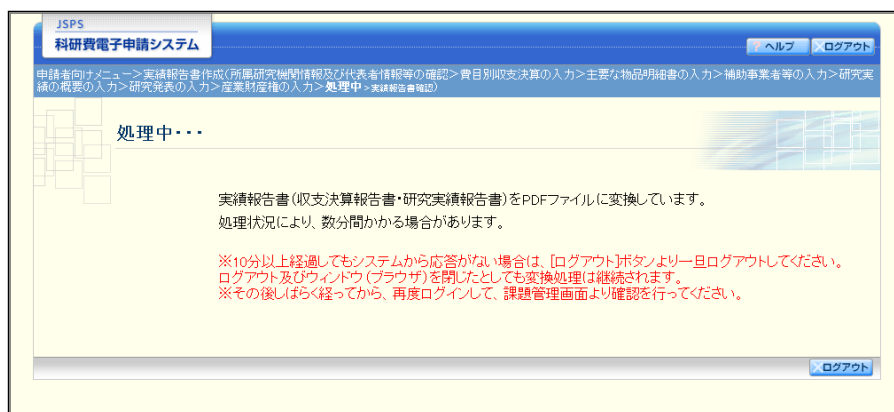 JSPS
科研費電子申請システム
? ヘルプ
ログアウト
申請者向けメニュー＞実績報告書作成(所属研究機関情報及び代表者情報等の確認＞費目別収支決算の入力＞主要な物品明細書の入力＞補助事業者等の入力＞研究実
績の概要の入力＞研究発表の入力＞産業財産権の入力＞処理中＞実績報告書確認)
処理中・・・
実績報告書(収支決算報告書・研究実績報告書)をPDFファイルに変換しています。
処理状況により、数分間かかる場合があります。
※10分以上経過してもシステムから応答がない場合は、[ログアウト]ボタンより一旦ログアウトしてください。
ログアウト及びウィンドウ(ブラウザ)を閉じたとしても変換処理は継続されます。
※その後しばらく経ってから、再度ログインして、課題管理画面より確認を行ってください。
ログアウト